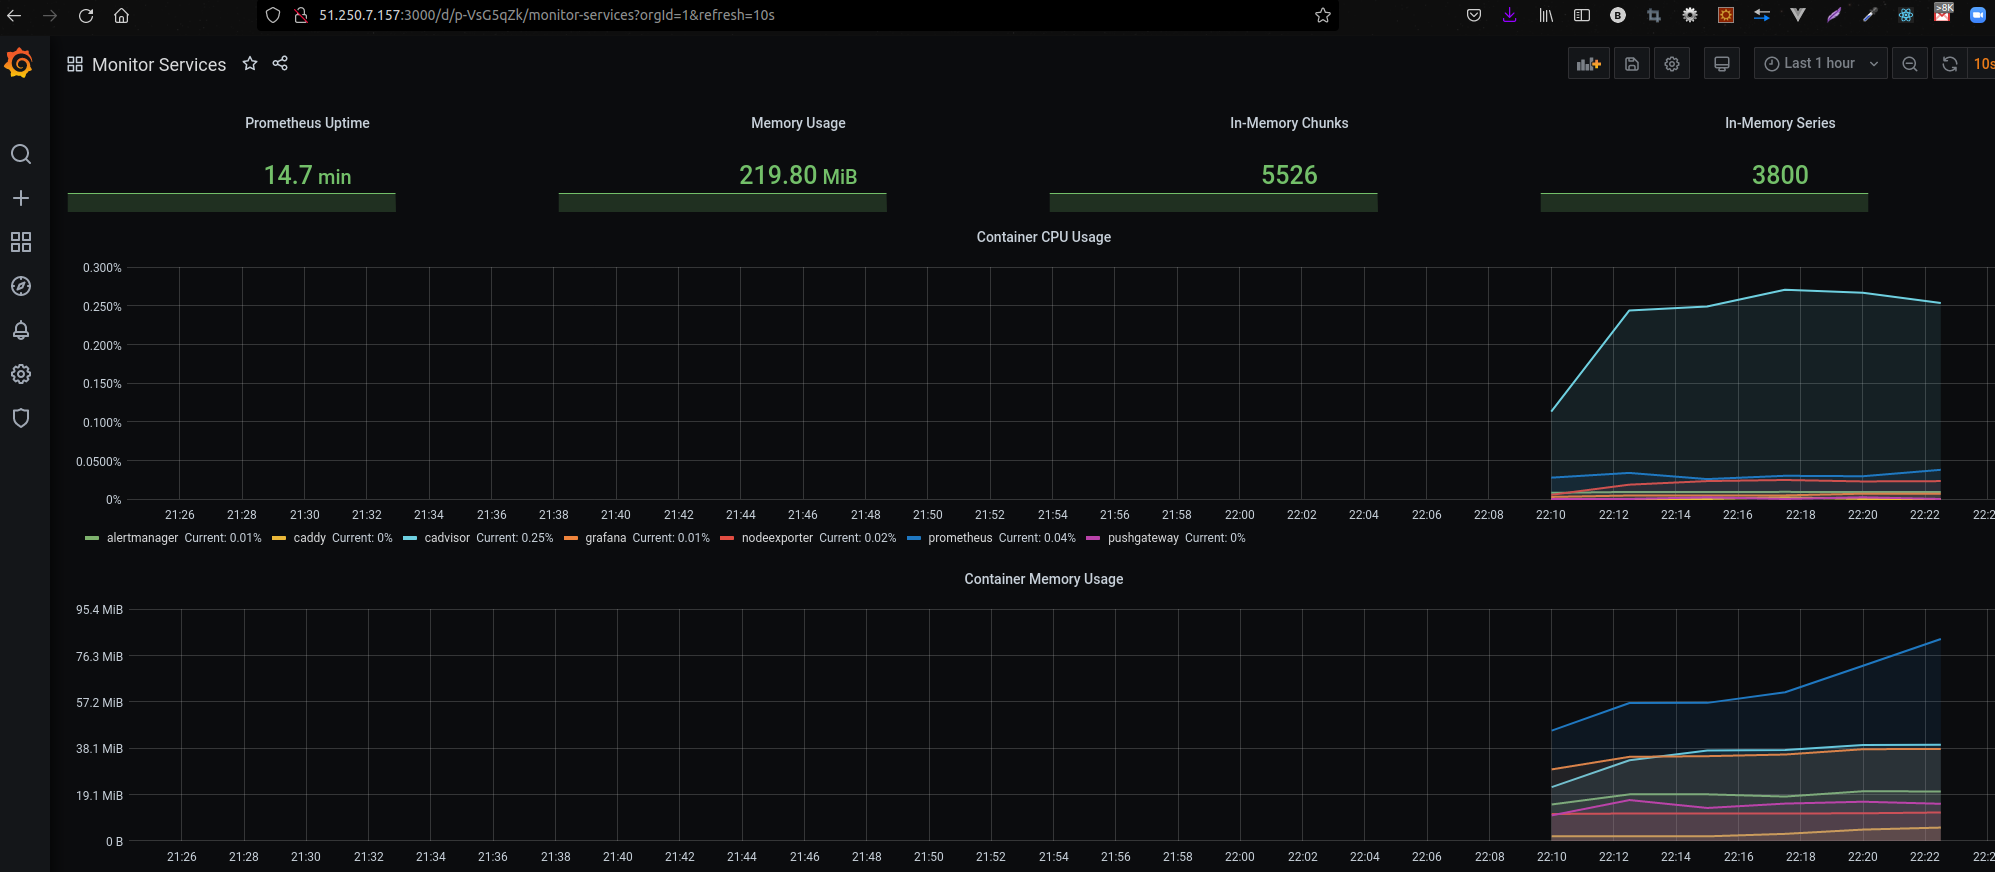 51.250.7.157:3000/d/p-VsG5qZk/monitor-services?orgId=1&refresh=10s
>8K
B
Monitor Services
Last 1 hour
10s
Prometheus Uptime
Memory Usage
In-Memory Chunks
In-Memory Series
14.7 min
219.80 MiB
5526
3800
Container CPU Usage
0.300%
0.250%
0.200%
0.150%
0.100%
0.0500%
0%
21:26 21:28 21:30 21:32 21:34 21:36 21:38 21:40 21:42 21:44 21:46 21:48 21:50 21:52 21:54 21:56 21:58 22:00 22:02 22:04 22:06 22:08 22:10 22:12 22:14 22:16 22:18 22:20 22:22 22:2
alertmanager Current: 0.01% caddy Current: 0% cadvisor Current: 0.25% grafana Current: 0.01% nodeexporter Current: 0.02% prometheus Current: 0.04% pushgateway Current: 0%
Container Memory Usage
95.4 MiB
76.3 MiB
57.2 MiB
38.1 MiB
19.1 MiB
0 B
21:26 21:28 21:30 21:32 21:34 21:36 21:38 21:40 21:42 21:44 21:46 21:48 21:50 21:52 21:54 21:56 21:58 22:00 22:02 22:04 22:06 22:08 22:10 22:12 22:14 22:16 22:18 22:20 22:22 22:2